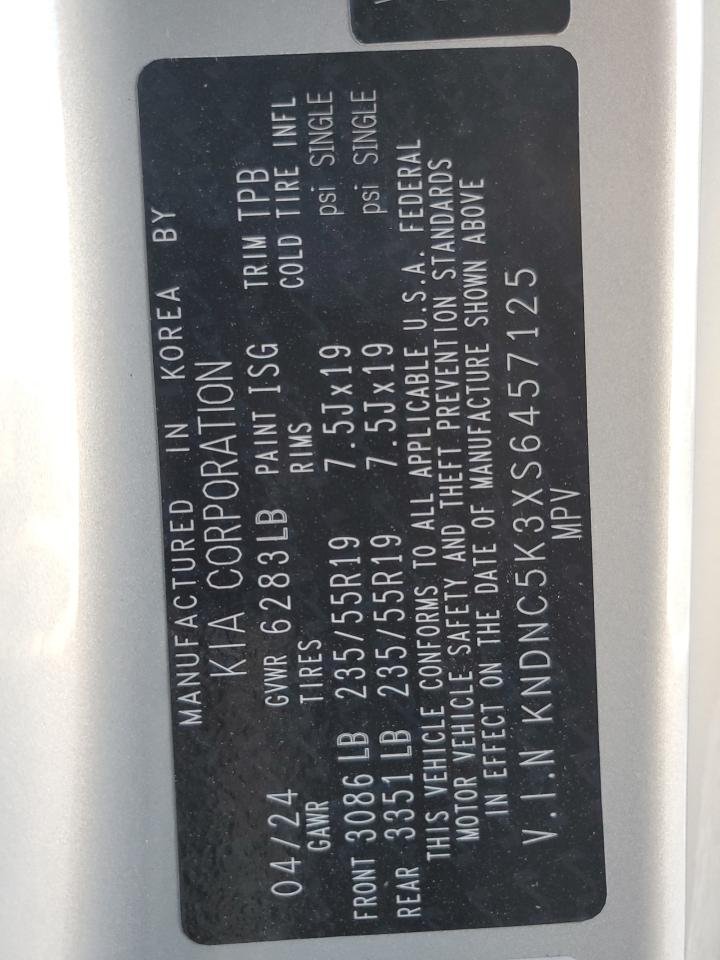 MANUFACTURED IN KOREA BY
KIA CORPORATION
04/24 GVWR 6283LB PAINT ISG TRIM TPB
GAWR TIRES RIMS COLD TIRE INFL
FRONT 3086 LB 235/55R19 7.5Jx19 psi SINGLE
REAR 3351 LB 235/55R19 7.5Jx19 psi SINGLE
THIS VEHICLE CONFORMS TO ALL APPLICABLE U.S.A. FEDERAL
MOTOR VEHICLE SAFETY AND THEFT PREVENTION STANDARDS
IN EFFECT ON THE DATE OF MANUFACTURE SHOWN ABOVE
V.I.N KNDNC5K3XS6457125
MPV